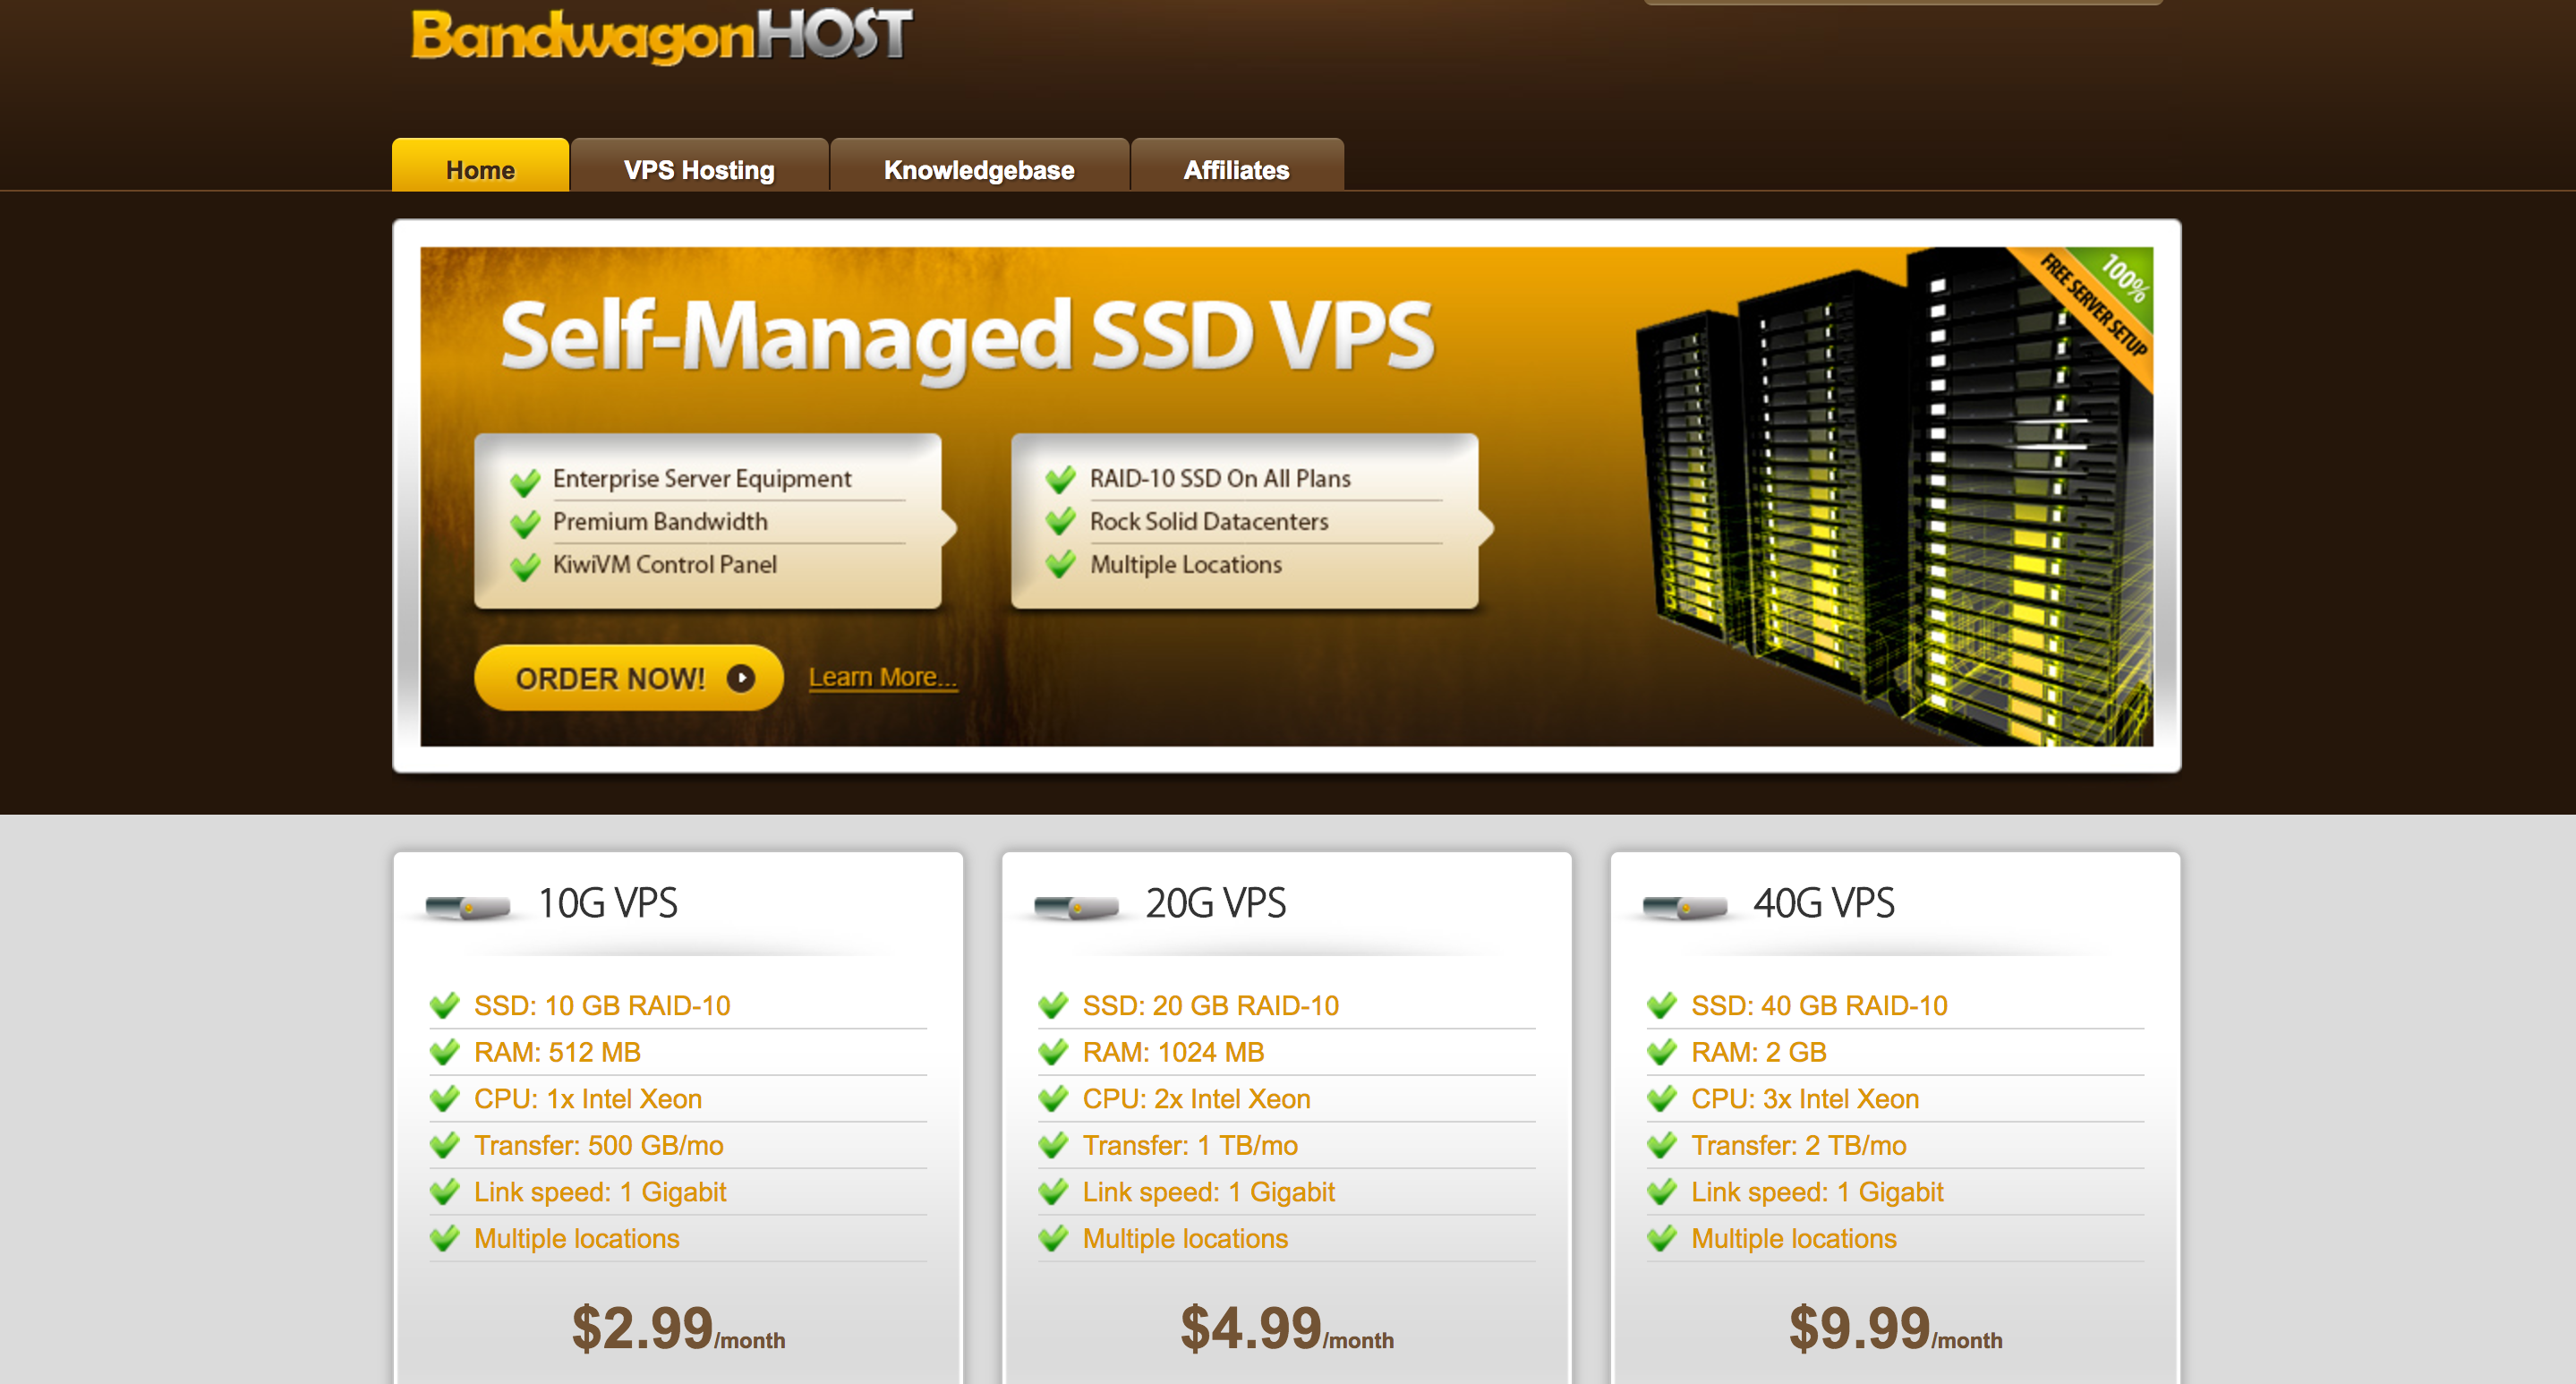 BandwagonHOST
Home
VPS Hosting
Knowledgebase
Affiliates
Self-Managed SSD VPS
100%
FREE SERVER SETUP
Enterprise Server Equipment
Premium Bandwidth
KiwiVM Control Panel
RAID-10 SSD On All Plans
Rock Solid Datacenters
Multiple Locations
ORDER NOW!
Learn More...
10G VPS
SSD: 10 GB RAID-10
RAM: 512 MB
CPU: 1x Intel Xeon
Transfer: 500 GB/mo
Link speed: 1 Gigabit
Multiple locations
$2.99/month
20G VPS
SSD: 20 GB RAID-10
RAM: 1024 MB
CPU: 2x Intel Xeon
Transfer: 1 TB/mo
Link speed: 1 Gigabit
Multiple locations
$4.99/month
40G VPS
SSD: 40 GB RAID-10
RAM: 2 GB
CPU: 3x Intel Xeon
Transfer: 2 TB/mo
Link speed: 1 Gigabit
Multiple locations
$9.99/month